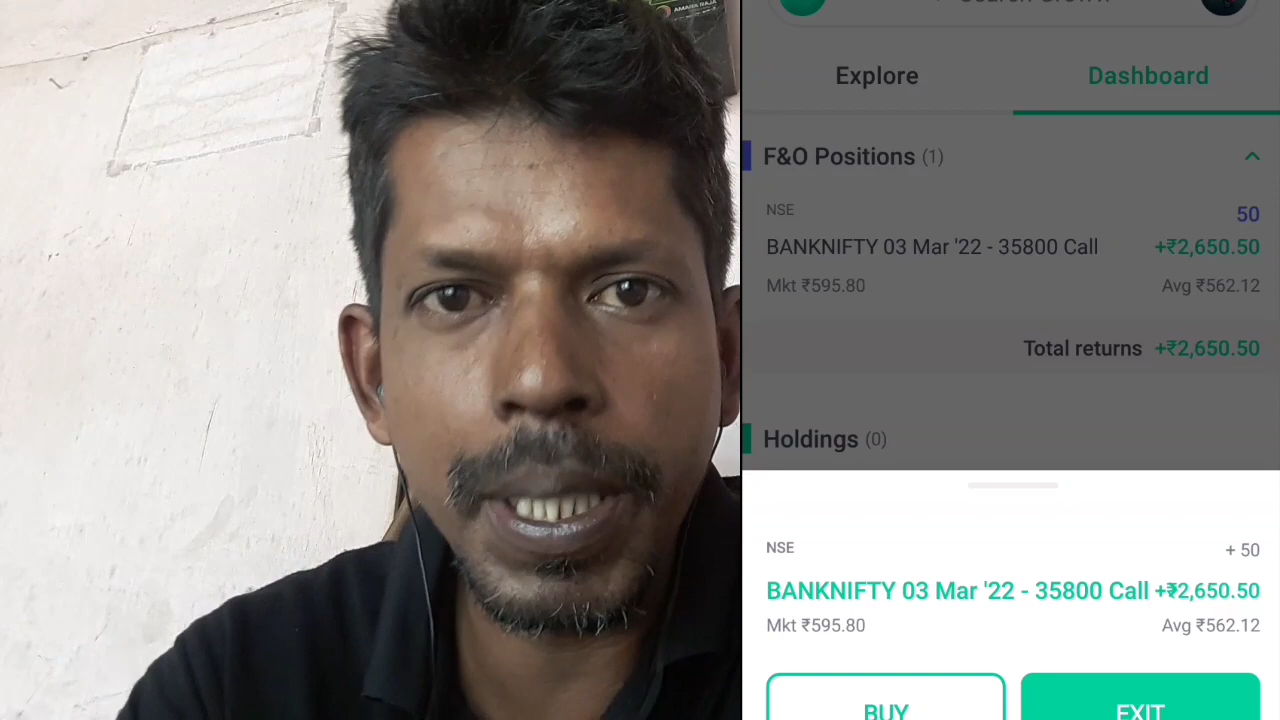 AMARA RAJA
Explore
Dashboard
F&O Positions (1)
NSE
50
BANKNIFTY 03 Mar '22 - 35800 Call
+₹2,650.50
Mkt ₹595.80
Avg ₹562.12
Total returns +₹2,650.50
Holdings (0)
NSE
+ 50
BANKNIFTY 03 Mar '22 - 35800 Call
+₹2,650.50
Mkt ₹595.80
Avg ₹562.12
BUY
EXIT